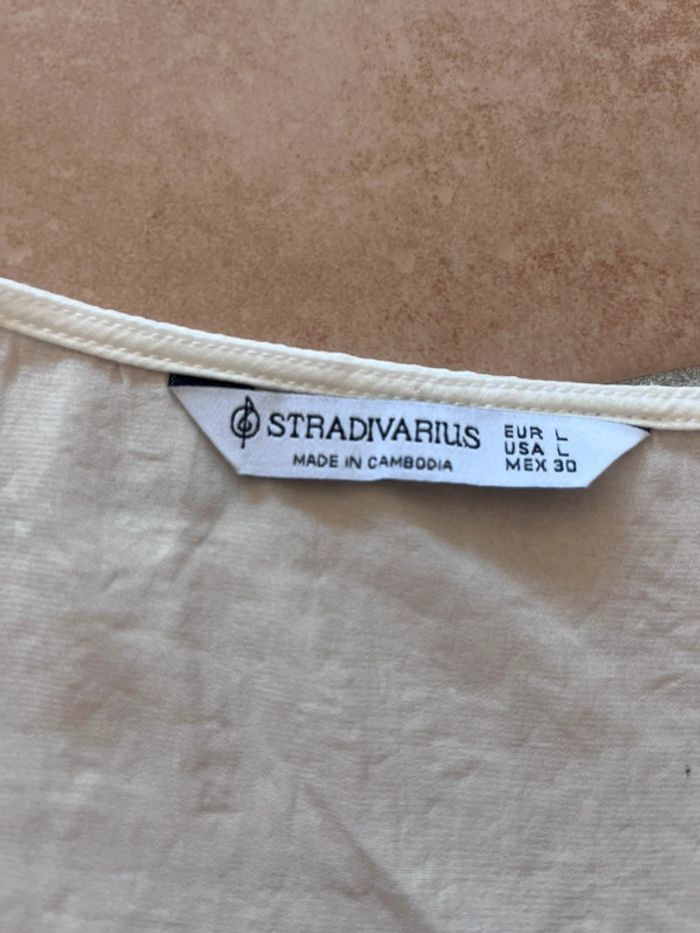 STRADIVARIUS
MADE IN CAMBODIA
EUR L
USA L
MEX 30